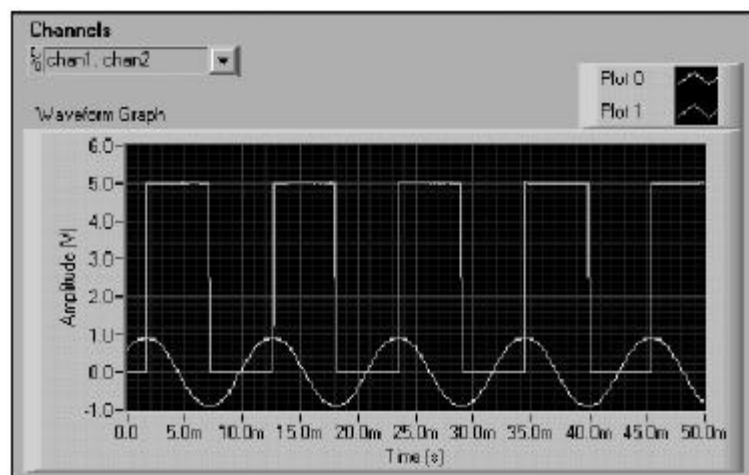 Channels
chan1, chan2
Plot 0
Plot 1
Waveform Graph
6.0
5.0
4.0
3.0
2.0
1.0
0.0
-1.0
Amplitude [V]
0.0 5.0m 10.0m 15.0m 20.0m 25.0m 30.0m 35.0m 40.0m 45.0m 50.0m
Time [s]